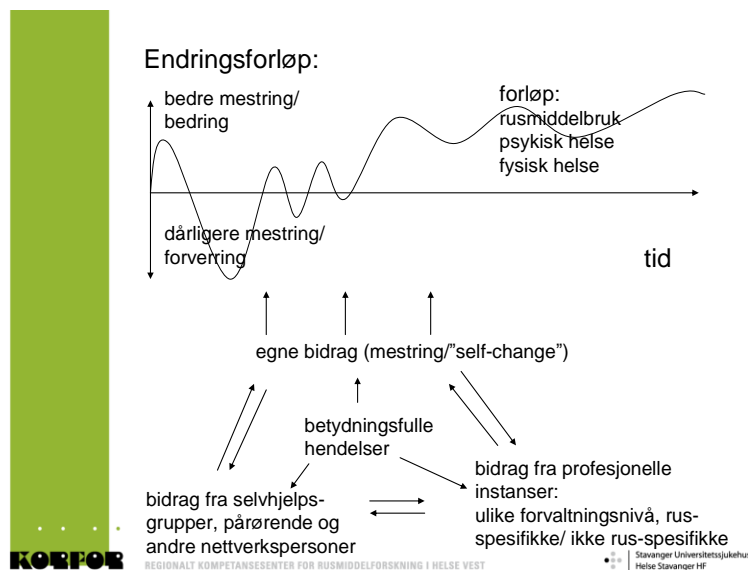 Endringsforløp:
bedre mestring/
bedring
forløp:
rusmiddelbruk
psykisk helse
fysisk helse
dårligere mestring/
forverring
tid
egne bidrag (mestring/”self-change”)
betydningsfulle
hendelser
bidrag fra profesjonelle
instanser:
ulike forvaltningsnivå, rus-
spesifikke/ ikke rus-spesifikke
bidrag fra selvhjelps-
grupper, pårørende og
andre nettverkspersoner
KORFOR
REGIONALT KOMPETANSESENTER FOR RUSMIDDELFORSKNING I HELSE VEST
Stavanger Universitetssjukehus
Helse Stavanger HF